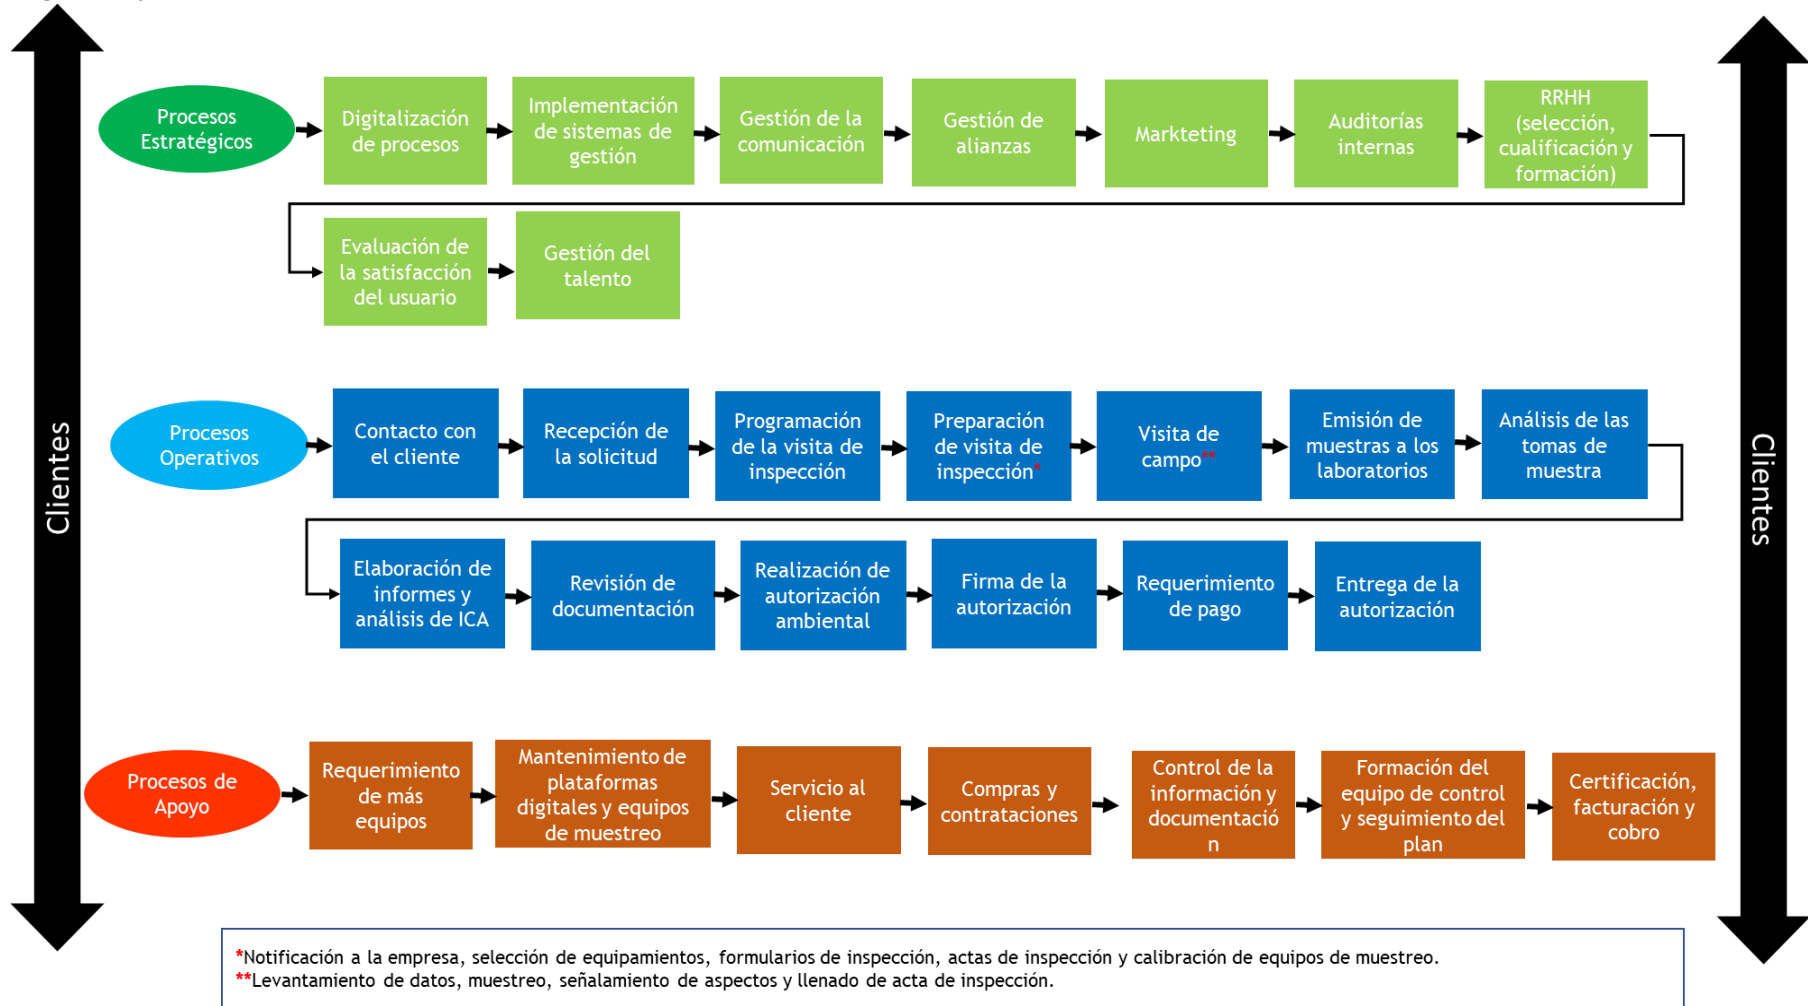 Procesos
Estratégicos
Digitalización
de procesos
Implementación
de sistemas de
gestión
Gestión de la
comunicación
Gestión de
alianzas
Markteting
Auditorías
internas
RRHH
(selección,
cualificación y
formación)
Evaluación de
la satisfacción
del usuario
Gestión del
talento
Clientes
Clientes
Procesos
Operativos
Contacto con
el cliente
Recepción de
la solicitud
Programación
de la visita de
inspección
Preparación
de visita de
inspección*
Visita de
campo**
Emisión de
muestras a los
laboratorios
Análisis de las
tomas de
muestra
Elaboración de
informes y
análisis de ICA
Revisión de
documentación
Realización de
autorización
ambiental
Firma de la
autorización
Requerimiento
de pago
Entrega de la
autorización
Procesos de
Apoyo
Requerimiento
de más
equipos
Mantenimiento de
plataformas
digitales y equipos
de muestreo
Servicio al
cliente
Compras y
contrataciones
Control de la
información y
documentació
n
Formación del
equipo de control
y seguimiento del
plan
Certificación,
facturación y
cobro
*Notificación a la empresa, selección de equipamientos, formularios de inspección, actas de inspección y calibración de equipos de muestreo.
**Levantamiento de datos, muestreo, señalamiento de aspectos y llenado de acta de inspección.